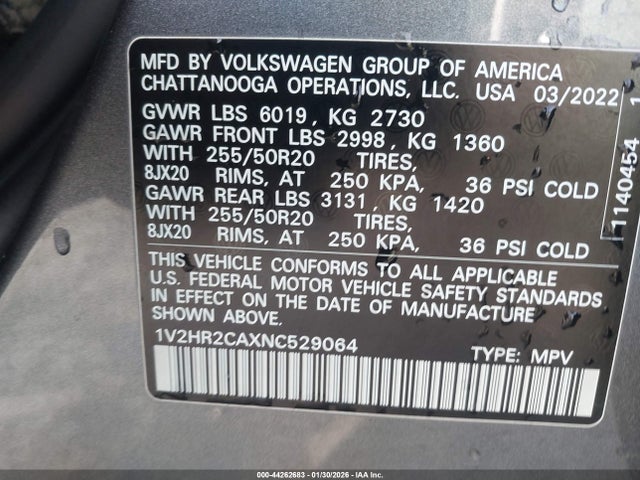 MFD BY VOLKSWAGEN GROUP OF AMERICA
CHATTANOOGA OPERATIONS, LLC. USA 03/2022
GVWR LBS 6019, KG 2730
GAWR FRONT LBS 2998, KG 1360
WITH 255/50R20 TIRES,
8JX20 RIMS, AT 250 KPA, 36 PSI COLD
GAWR REAR LBS 3131, KG 1420
WITH 255/50R20 TIRES,
8JX20 RIMS, AT 250 KPA, 36 PSI COLD
THIS VEHICLE CONFORMS TO ALL APPLICABLE
U.S. FEDERAL MOTOR VEHICLE SAFETY STANDARDS
IN EFFECT ON THE DATE OF MANUFACTURE
SHOWN ABOVE.
1V2HR2CAXNC529064
TYPE: MPV
1140454 1
000-44262683 - 01/30/2026 - IAA Inc.